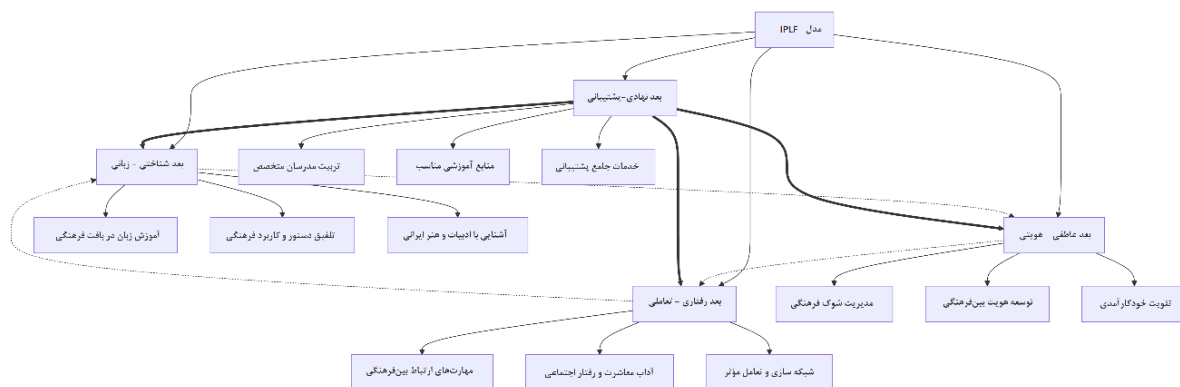 مدل IPLF
بعد نهادی-پشتیبانی
بعد شناختی - زبانی
تربیت مدرسان متخصص
منابع آموزشی مناسب
خدمات جامع پشتیبانی
آموزش زبان در بافت فرهنگی
تلفیق دستور و کاربرد فرهنگی
آشنایی با ادبیات و هنر ایرانی
بعد عاطفی - هویتی
بعد رفتاری - تعاملی
مدیریت شوک فرهنگی
توسعه هویت بین‌فرهنگی
تقویت خودکارآمدی
مهارت‌های ارتباط بین‌فرهنگی
آداب معاشرت و رفتار اجتماعی
شبکه سازی و تعامل مؤثر